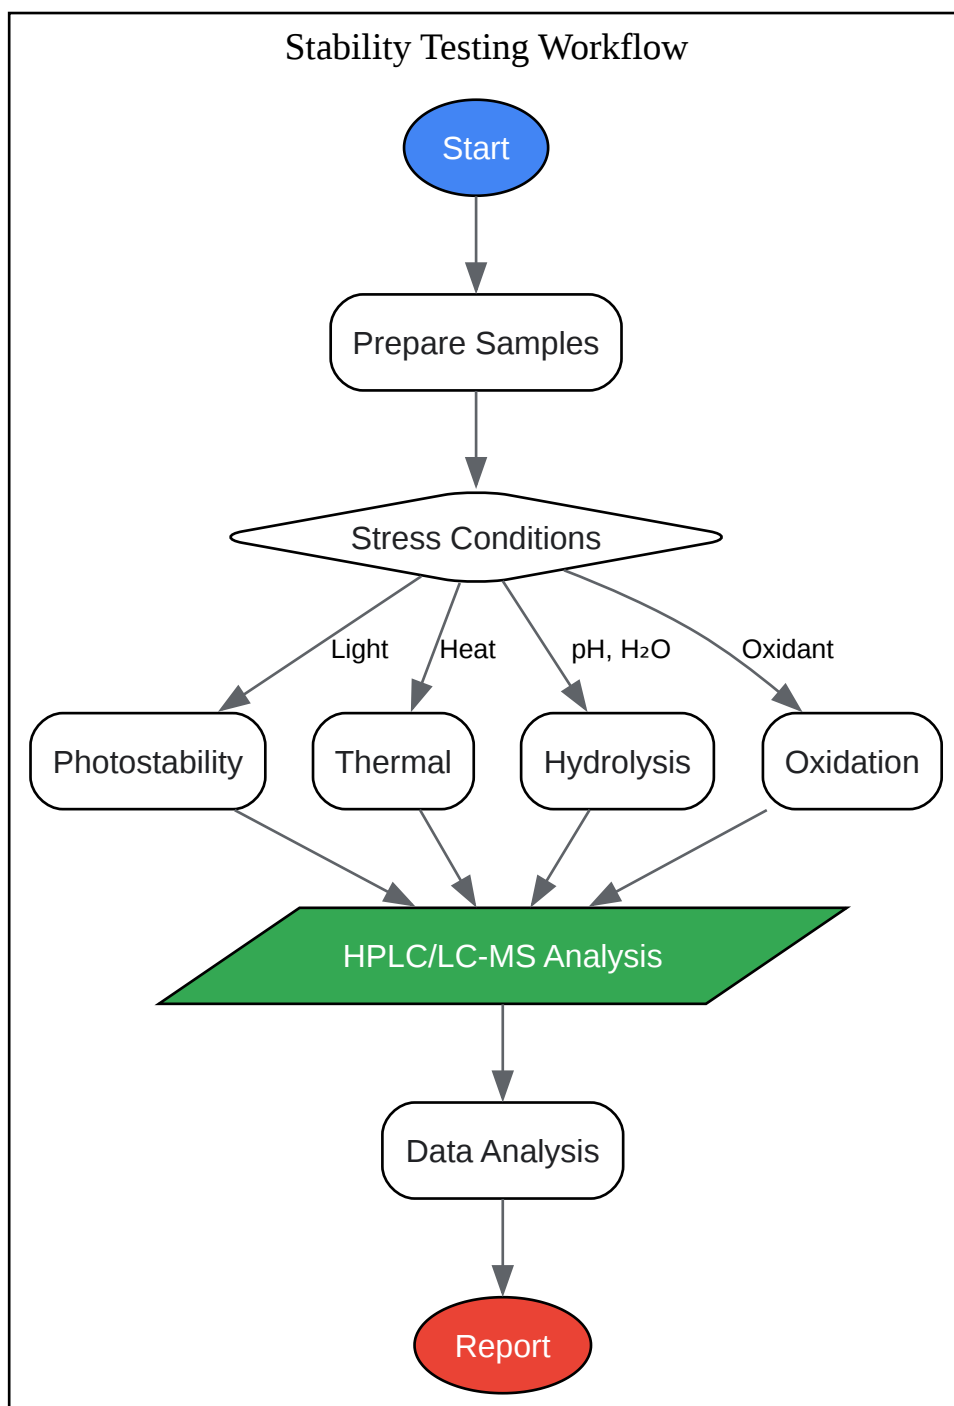 Stability Testing Workflow
Start
Prepare Samples
Stress Conditions
Light
Heat
pH, H₂O
Oxidant
Photostability
Thermal
Hydrolysis
Oxidation
HPLC/LC-MS Analysis
Data Analysis
Report